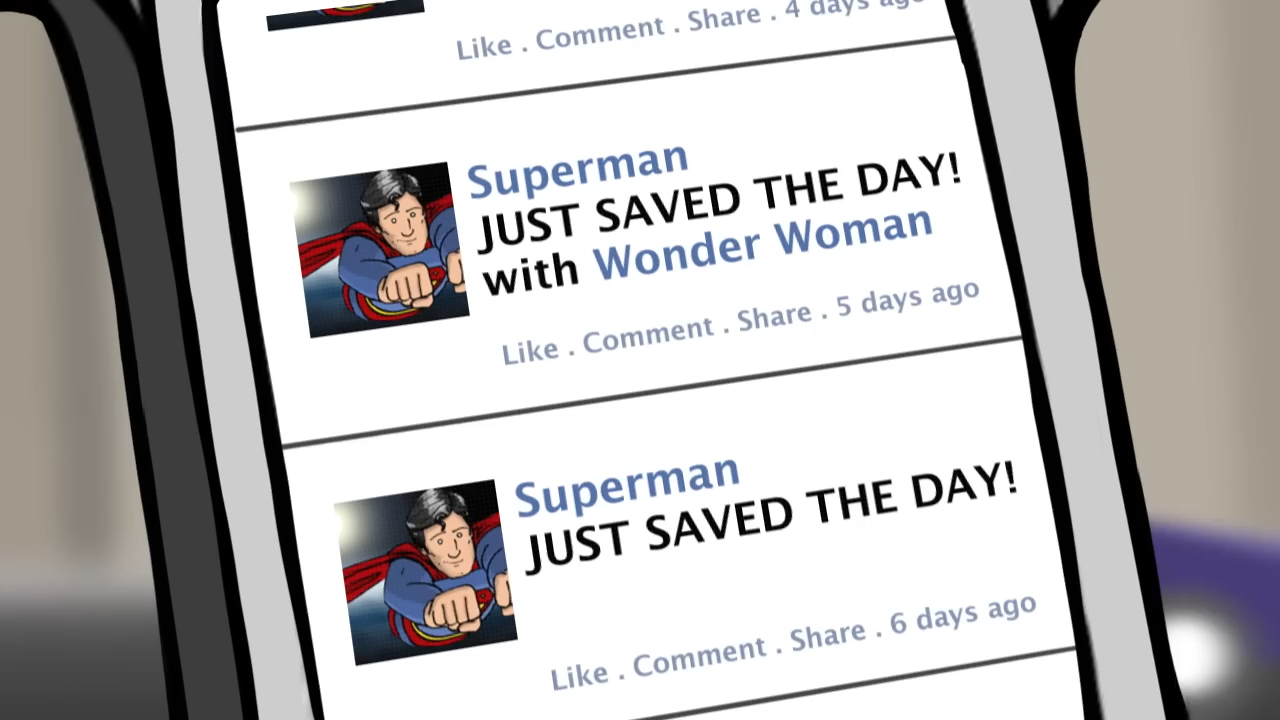 Like . Comment . Share . 4 days ago
Superman
JUST SAVED THE DAY!
with Wonder Woman
Like . Comment . Share . 5 days ago
Superman
JUST SAVED THE DAY!
Like . Comment . Share . 6 days ago